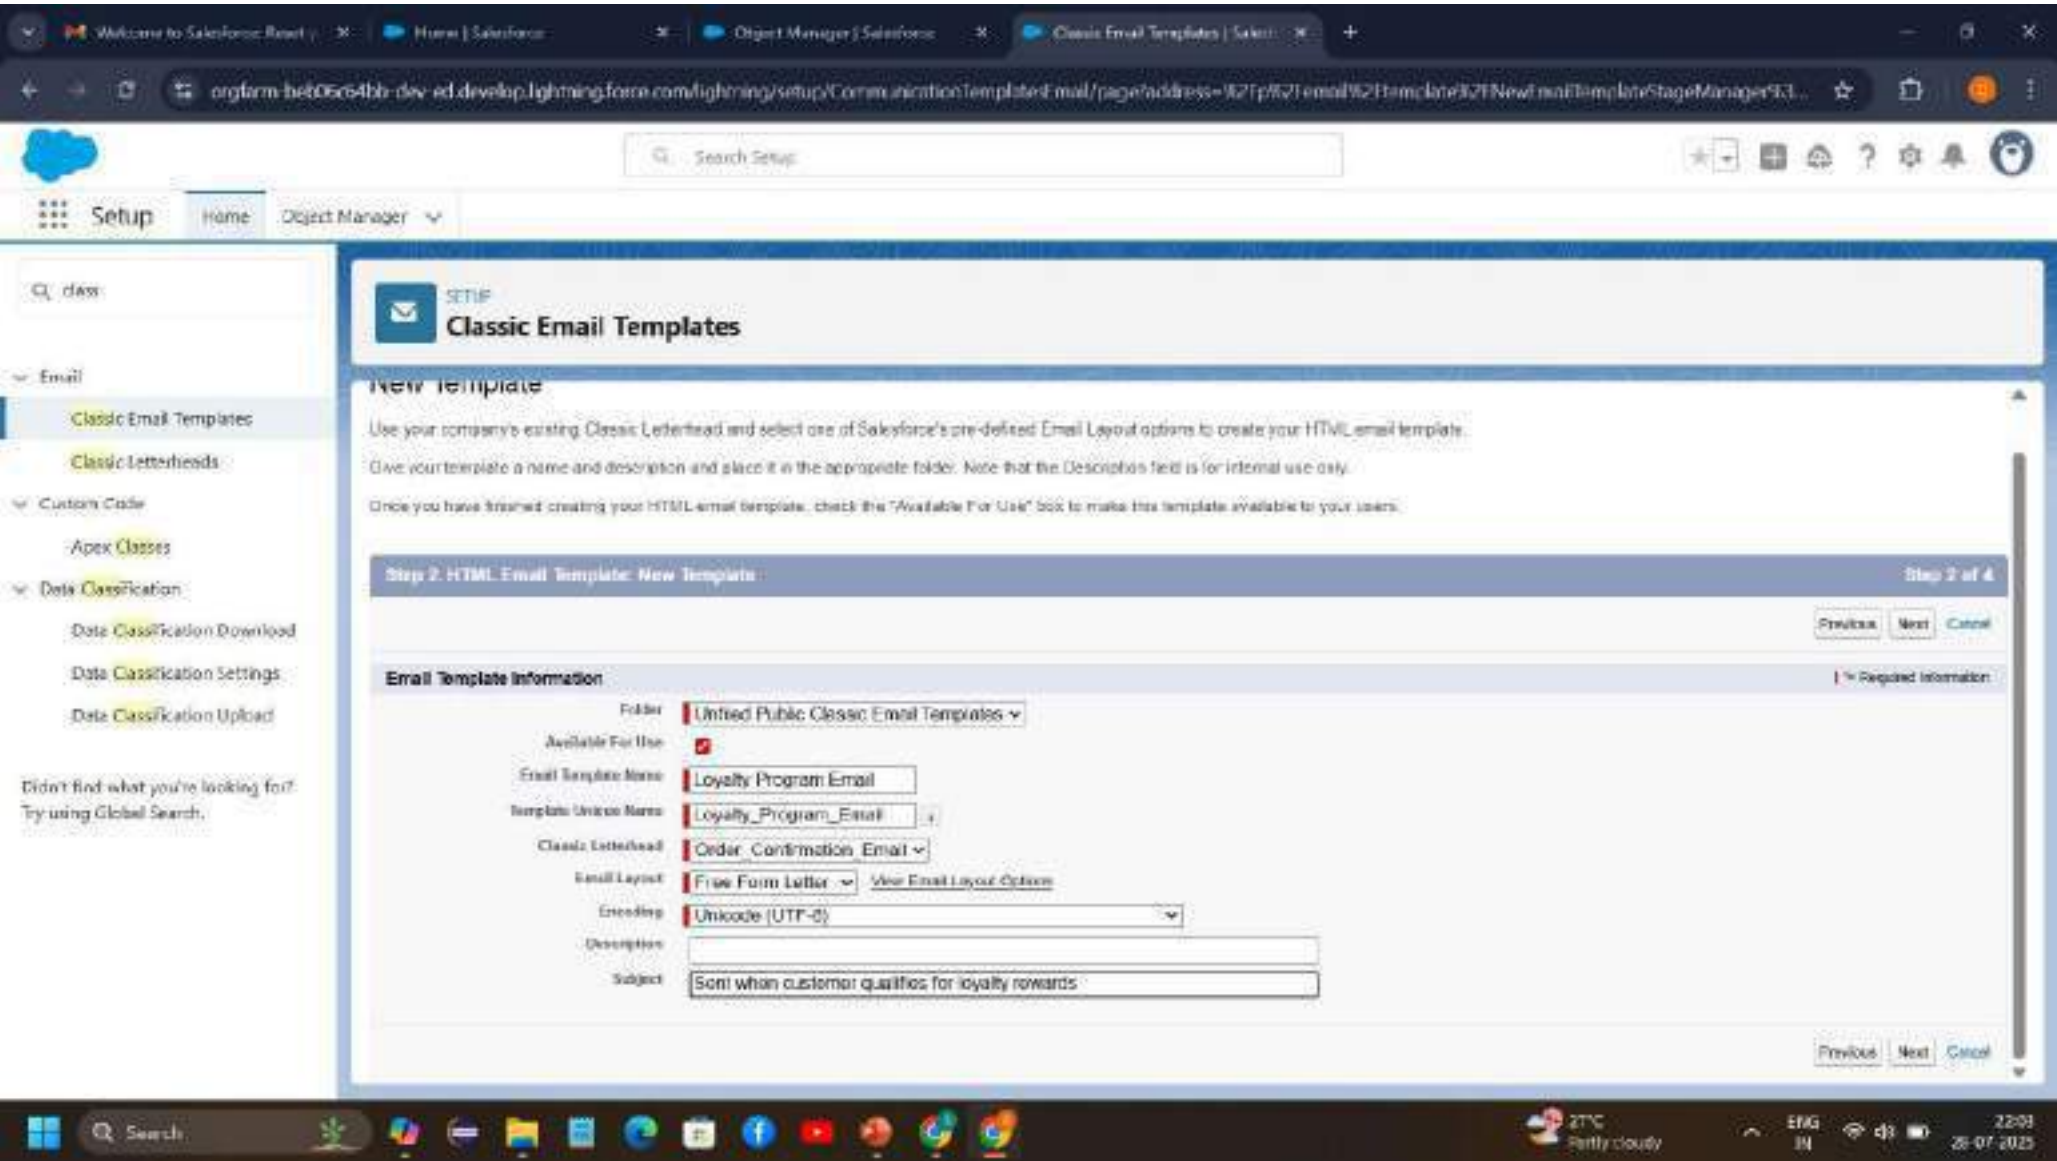 Welcome to Salesforce: Reset
Home | Salesforce
Object Manager | Salesforce
Classic Email Templates | Salesf
Search Setup
Setup
Home
Object Manager
class
Email
Classic Email Templates
Classic Letterheads
Custom Code
Apex Classes
Data Classification
Data Classification Download
Data Classification Settings
Data Classification Upload
Didn't find what you're looking for?
Try using Global Search.
SETUP
Classic Email Templates
New Template
Use your company's existing Classic Letterhead and select one of Salesforce's pre-defined Email Layout options to create your HTML email template.
Give your template a name and description and place it in the appropriate folder. Note that the Description field is for internal use only.
Once you have finished creating your HTML email template, check the "Available For Use" box to make this template available to your users.
Step 2. HTML Email Template: New Template
Step 2 of 4
Previous Next Cancel
Email Template Information
= Required Information
Folder Unfiled Public Classic Email Templates
Available For Use
Email Template Name Loyalty Program Email
Template Unique Name Loyalty_Program_Email i
Classic Letterhead Order_Confirmation_Email
Email Layout Free Form Letter View Email Layout Options
Encoding Unicode (UTF-8)
Description
Subject Sent when customer qualifies for loyalty rewards
Previous Next Cancel
Search
27°C
Partly cloudy
ENG
IN
22:03
28-07-2025